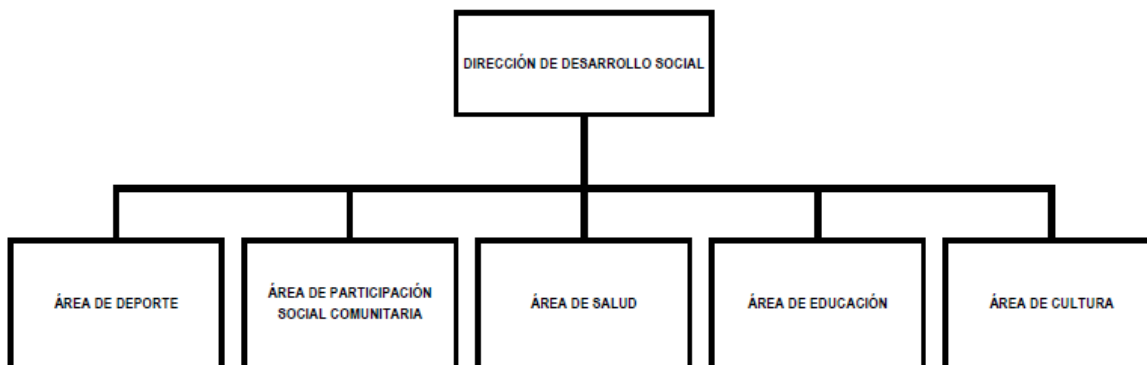 DIRECCIÓN DE DESARROLLO SOCIAL
ÁREA DE DEPORTE
ÁREA DE PARTICIPACIÓN
SOCIAL COMUNITARIA
ÁREA DE SALUD
ÁREA DE EDUCACIÓN
ÁREA DE CULTURA